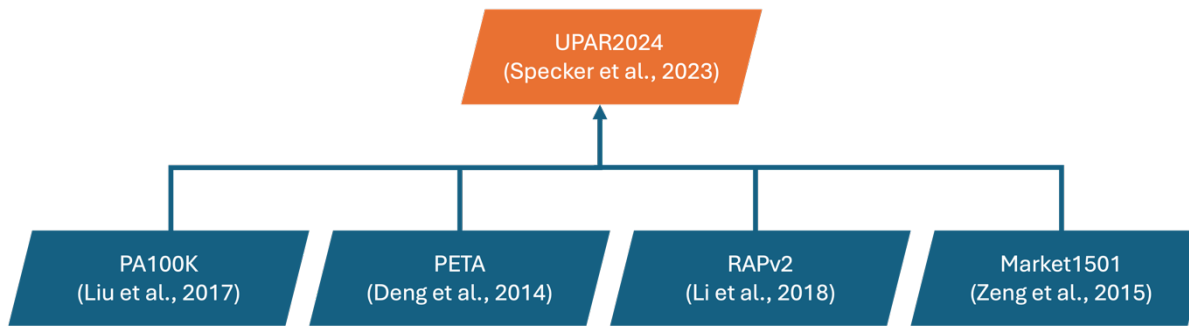 UPAR2024
(Specker et al., 2023)
PA100K
(Liu et al., 2017)
PETA
(Deng et al., 2014)
RAPv2
(Li et al., 2018)
Market1501
(Zeng et al., 2015)